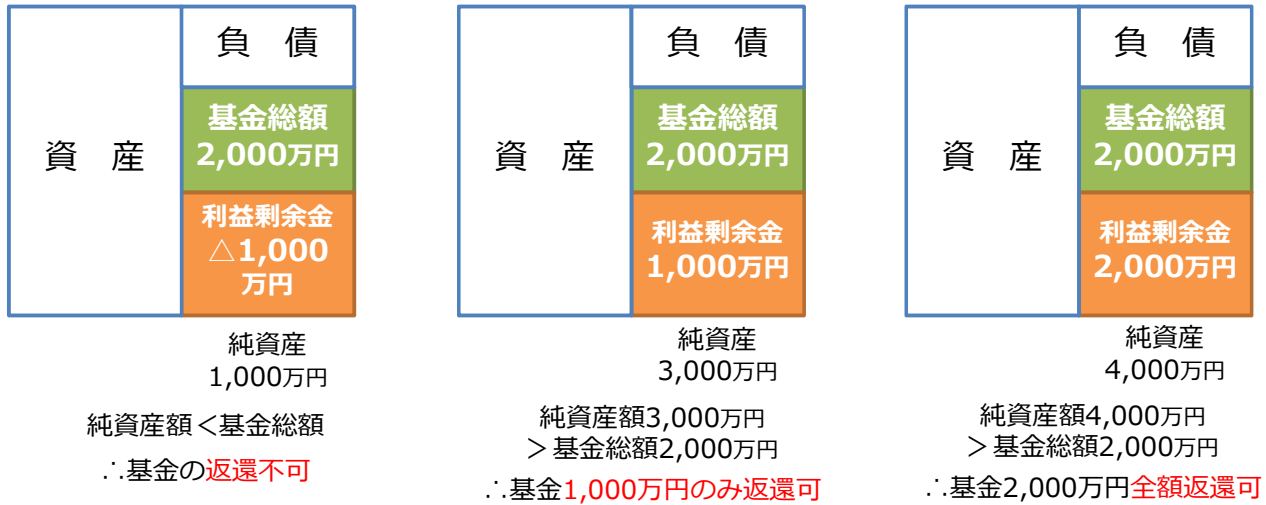 資　産
負　債
基金総額
2,000万円
利益剰余金
△1,000
万円
純資産
1,000万円
純資産額＜基金総額
∴基金の返還不可
資　産
負　債
基金総額
2,000万円
利益剰余金
1,000万円
純資産
3,000万円
純資産額3,000万円
＞基金総額2,000万円
∴基金1,000万円のみ返還可
資　産
負　債
基金総額
2,000万円
利益剰余金
2,000万円
純資産
4,000万円
純資産額4,000万円
＞基金総額2,000万円
∴基金2,000万円全額返還可